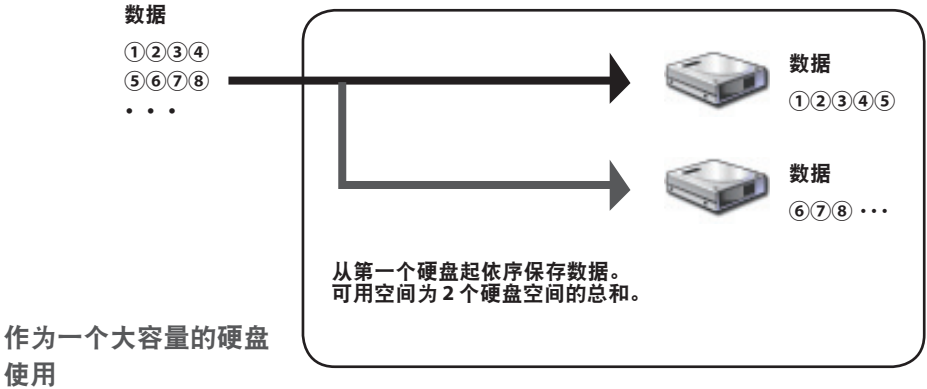 数据
①②③④
⑤⑥⑦⑧
・・・
数据
①②③④⑤
数据
⑥⑦⑧ ・・・
从第一个硬盘起依序保存数据。
可用空间为 2 个硬盘空间的总和。
作为一个大容量的硬盘
使用